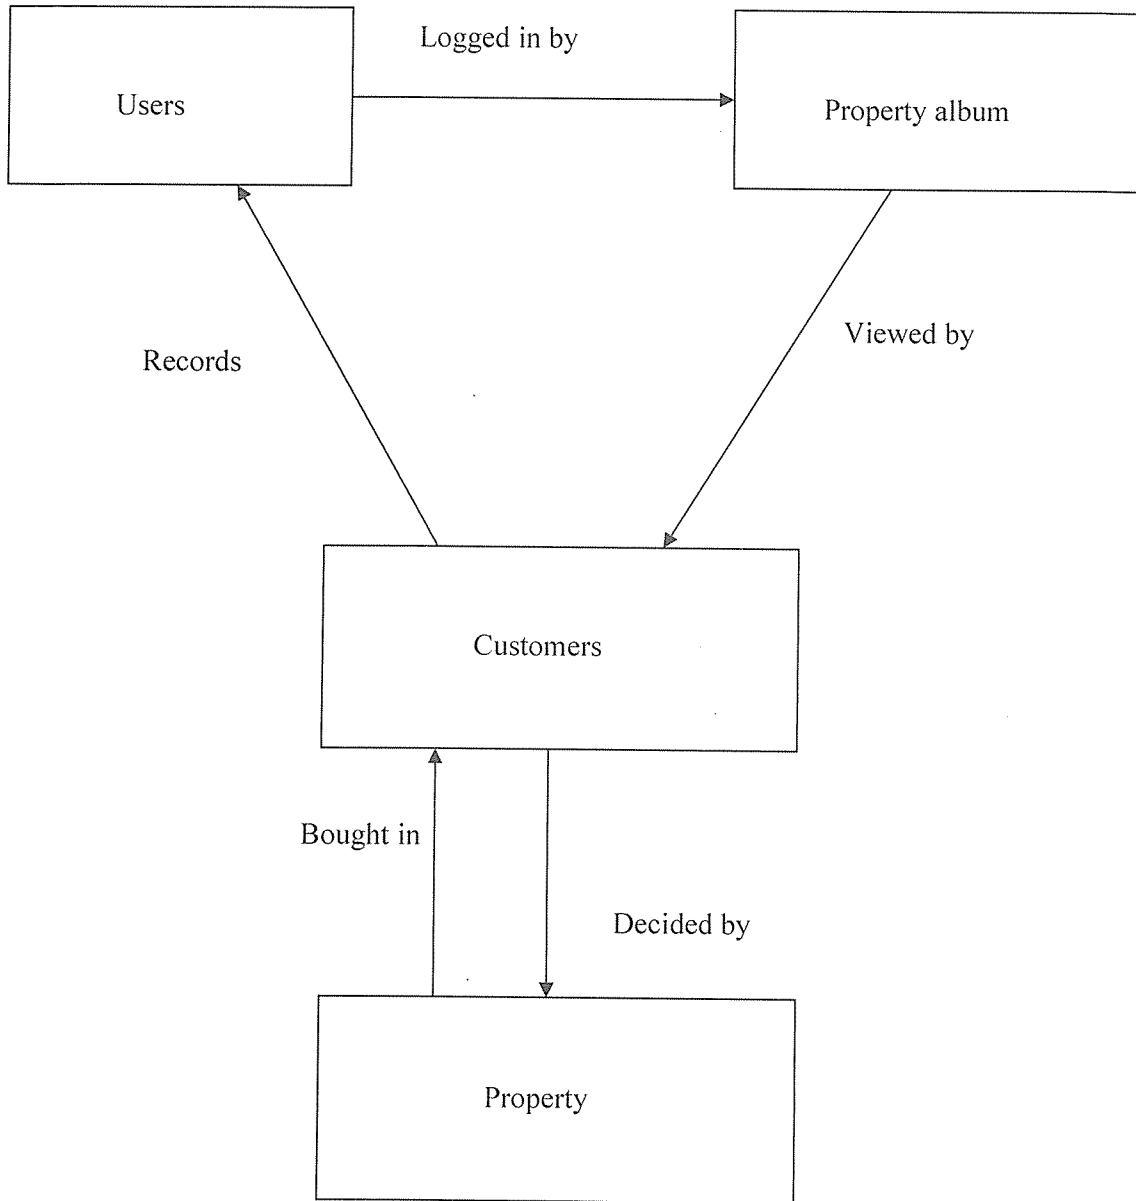 Logged in by
Users
Property album
Viewed by
Records
Customers
Bought in
Decided by
Property